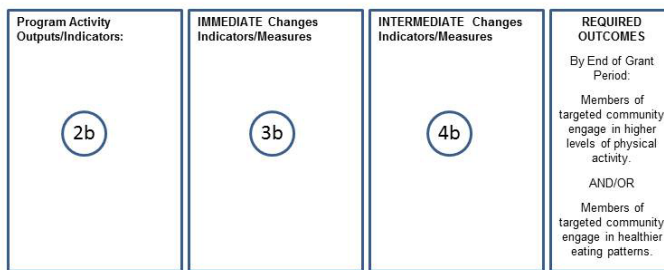 Program Activity
Outputs/Indicators:
2b
IMMEDIATE Changes
Indicators/Measures
3b
INTERMEDIATE Changes
Indicators/Measures
4b
REQUIRED
OUTCOMES
By End of Grant
Period:
Members of
targeted community
engage in higher
levels of physical
activity.
AND/OR
Members of
targeted community
engage in healthier
eating patterns.